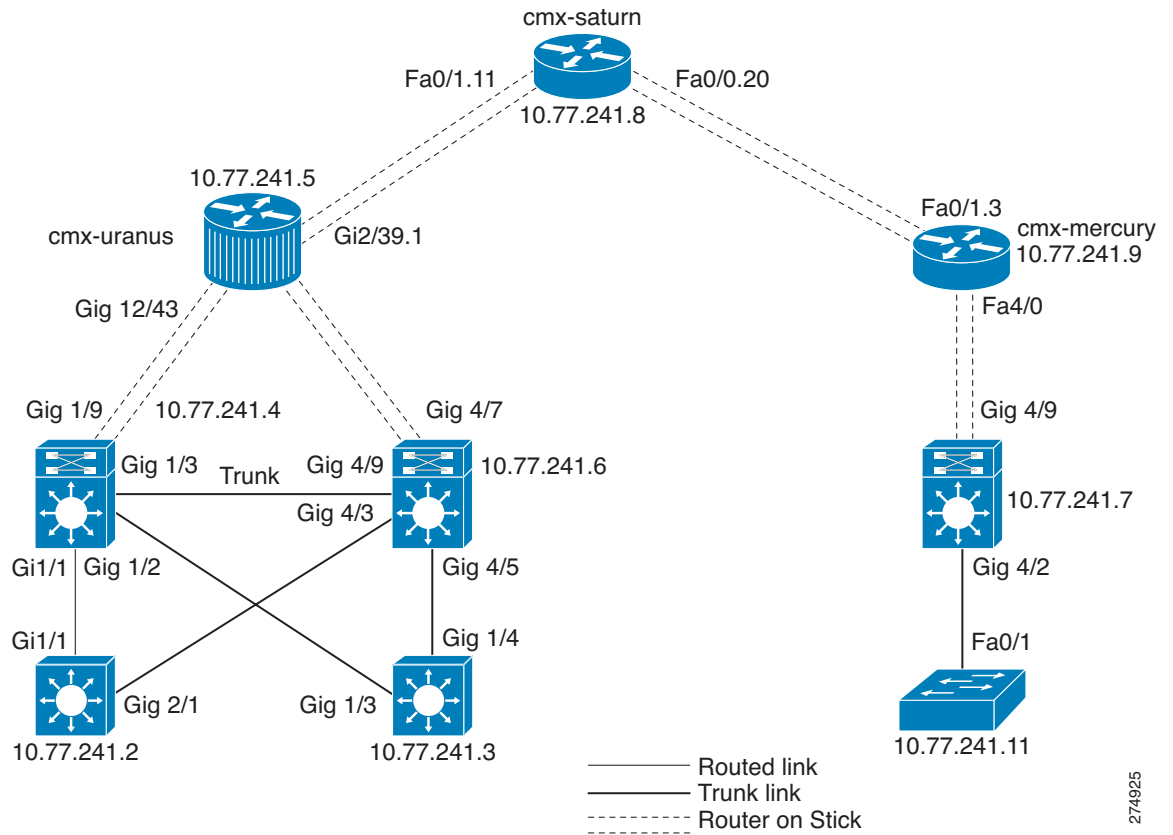 cmx-saturn
Fa0/1.11
Fa0/0.20
10.77.241.8
10.77.241.5
cmx-uranus
Gi2/39.1
Fa0/1.3
cmx-mercury
10.77.241.9
Gig 12/43
Fa4/0
Gig 1/9
10.77.241.4
Gig 4/7
Gig 4/9
Gig 1/3
Trunk
Gig 4/9
10.77.241.6
Gig 4/3
10.77.241.7
Gi1/1
Gig 1/2
Gig 4/5
Gig 4/2
Gi1/1
Gig 1/4
Fa0/1
Gig 2/1
Gig 1/3
10.77.241.2
10.77.241.3
10.77.241.11
Routed link
Trunk link
Router on Stick
274925